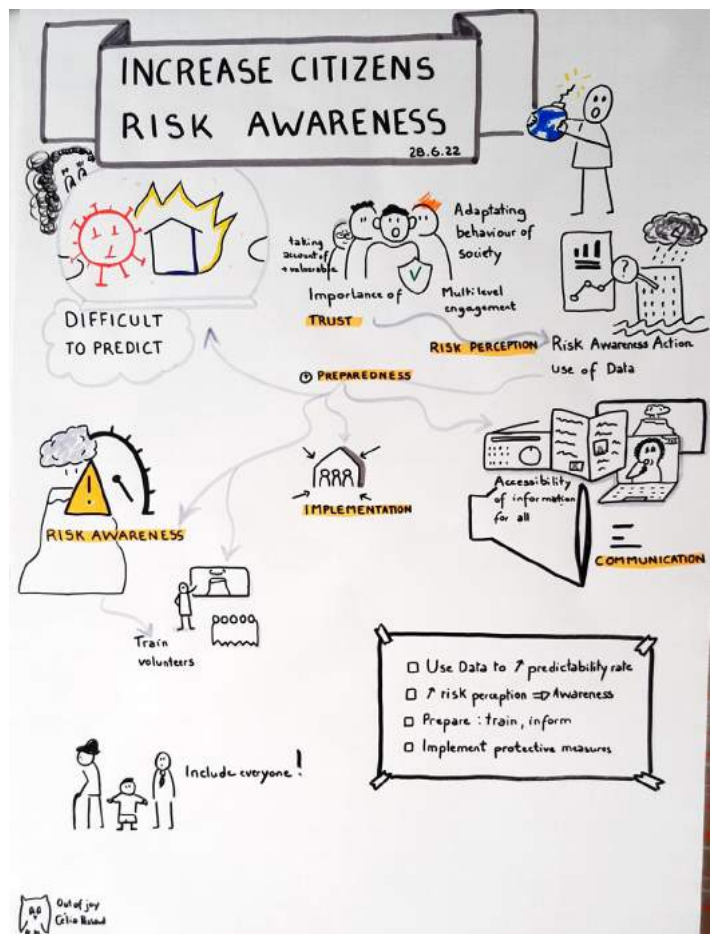 INCREASE CITIZENS
RISK AWARENESS
28.6.22
DIFFICULT
TO PREDICT
taking
account of
+ vulnerable
Adaptating
behaviour of
society
Importance of
TRUST
Multilevel
engagement
?
RISK PERCEPTION
Risk Awareness Action
Use of Data
PREPAREDNESS
!
RISK AWARENESS
IMPLEMENTATION
Accessibility
of information
for all
COMMUNICATION
Train
volunteers
□ Use Data to ↑ predictability rate
□ ↑ risk perception ⇒ Awareness
□ Prepare : train, inform
□ Implement protective measures
Include everyone !
Out of joy
Célia